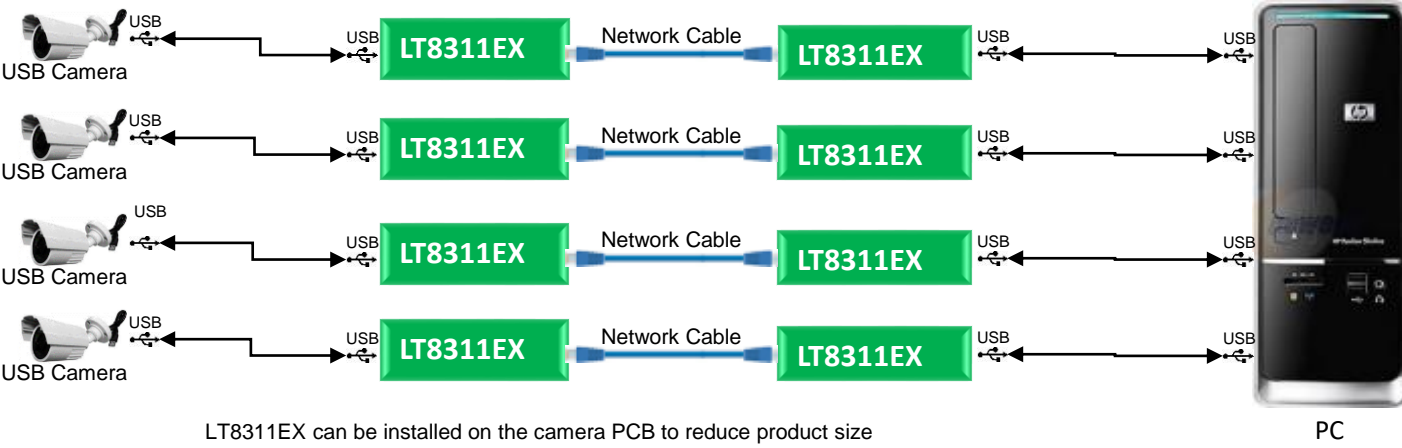 USB
USB Camera
USB
LT8311EX
Network Cable
LT8311EX
USB
USB
USB
USB Camera
USB
LT8311EX
Network Cable
LT8311EX
USB
USB
USB
USB Camera
USB
LT8311EX
Network Cable
LT8311EX
USB
USB
USB
USB Camera
USB
LT8311EX
Network Cable
LT8311EX
USB
USB
hp
LT8311EX can be installed on the camera PCB to reduce product size
PC